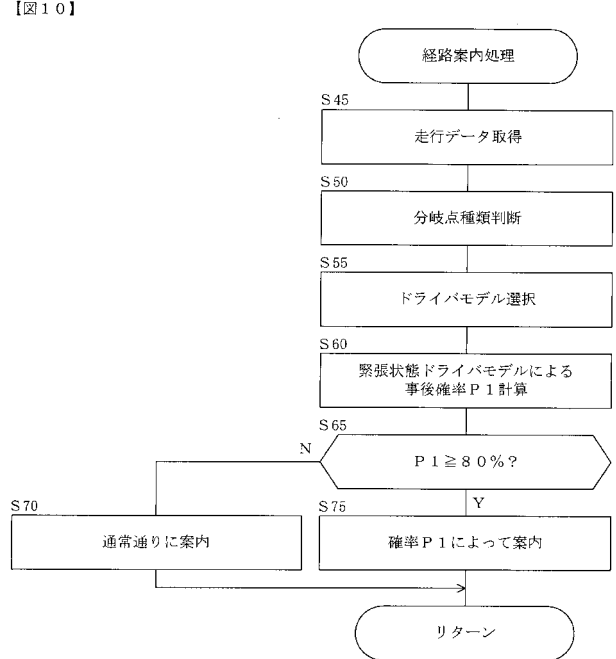 【図１０】
経路案内処理
Ｓ４５
走行データ取得
Ｓ５０
分岐点種類判断
Ｓ５５
ドライバモデル選択
Ｓ６０
緊張状態ドライバモデルによる
事後確率Ｐ１計算
Ｓ６５
Ｎ
Ｐ１≧８０％？
Ｙ
Ｓ７０
通常通りに案内
Ｓ７５
確率Ｐ１によって案内
リターン